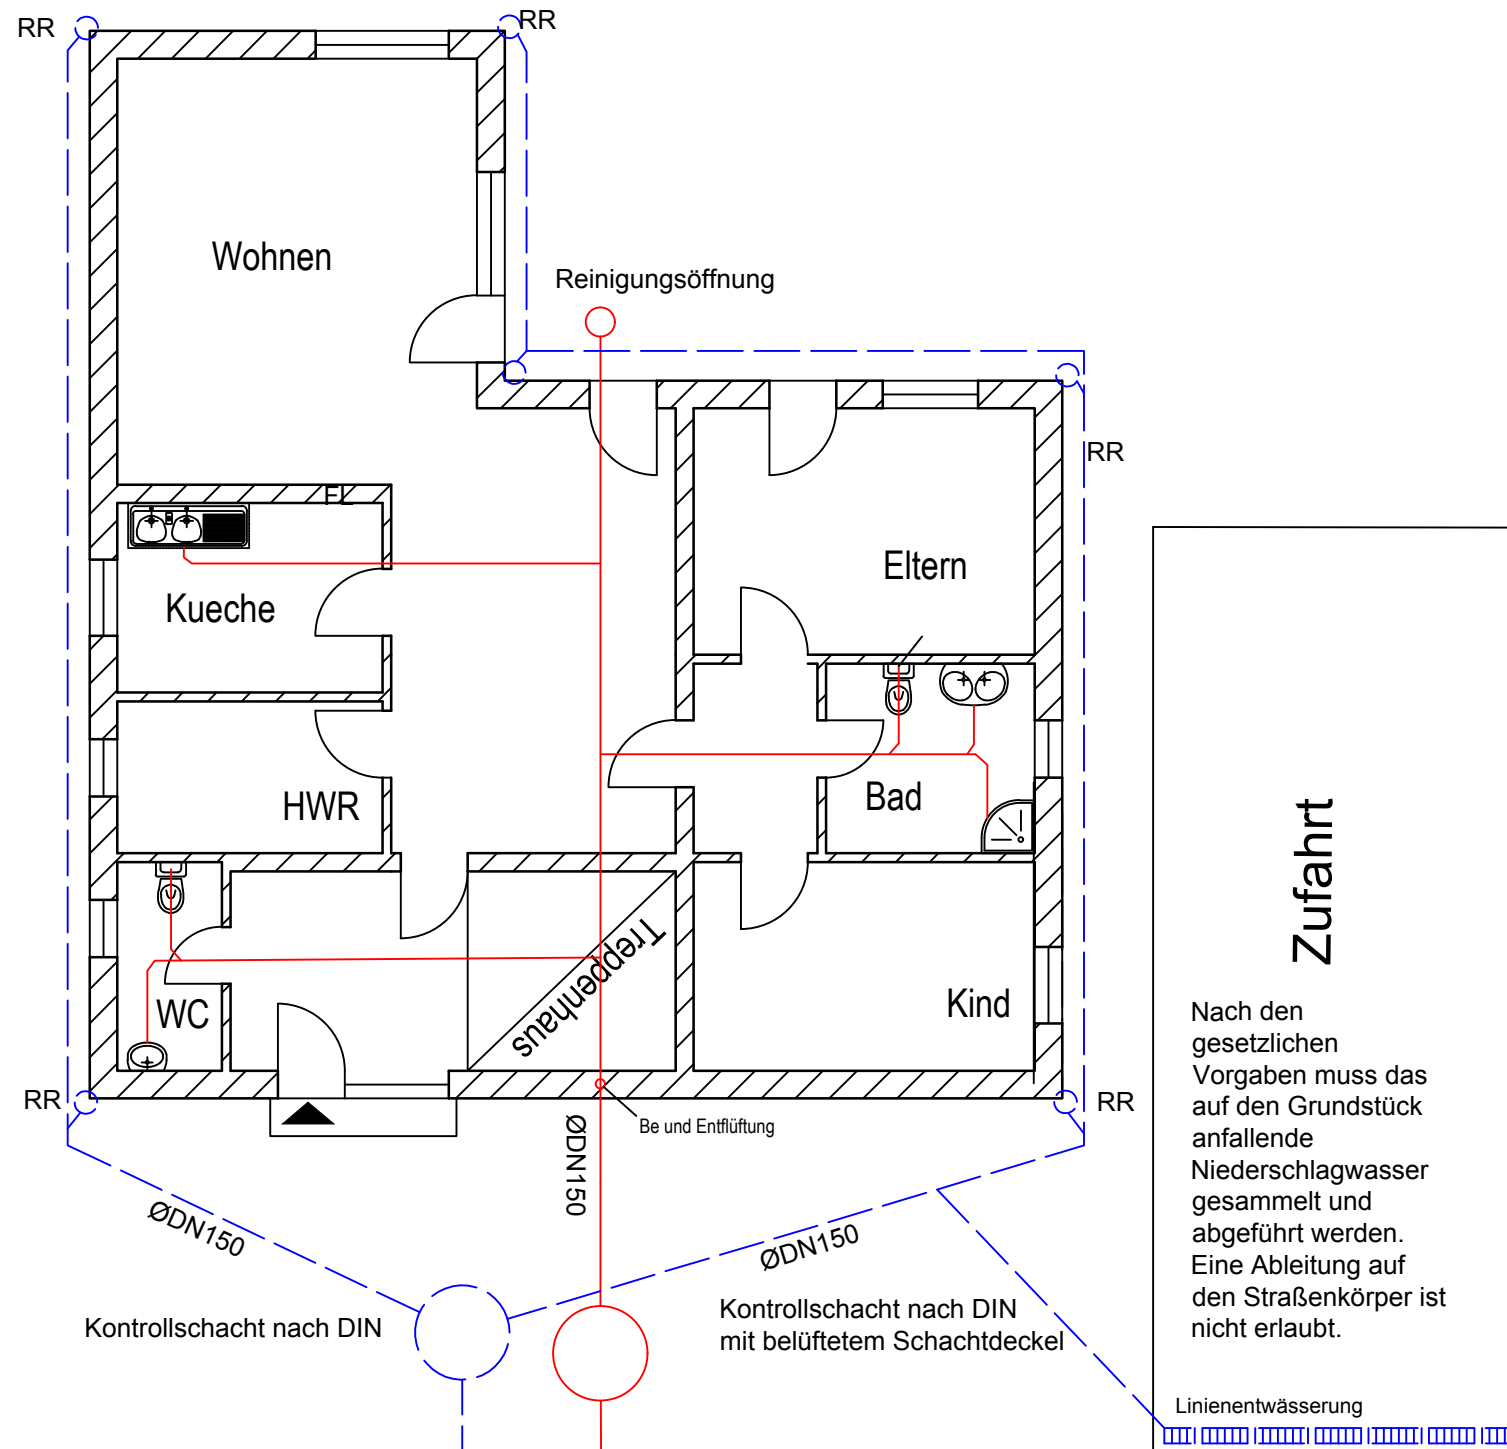 RR
RR
Wohnen
Reinigungsöffnung
RR
FL
Eltern
Kueche
Bad
HWR
Zufahrt
Treppenhaus
WC
Kind
Nach den
gesetzlichen
Vorgaben muss das
auf den Grundstück
anfallende
Niederschlagwasser
gesammelt und
abgeführt werden.
Eine Ableitung auf
den Straßenkörper ist
nicht erlaubt.
RR
RR
Be und Entflüftung
ØDN150
ØDN150
ØDN150
Kontrollschacht nach DIN
Kontrollschacht nach DIN
mit belüftetem Schachtdeckel
Linienentwässerung